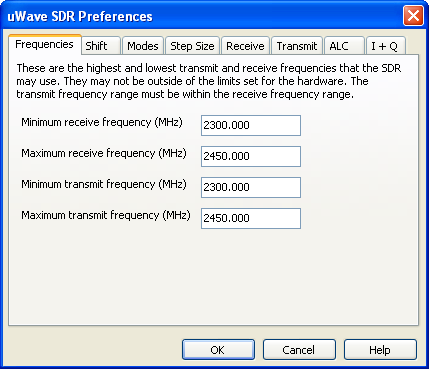 uWave SDR Preferences
Frequencies Shift Modes Step Size Receive Transmit ALC I + Q
These are the highest and lowest transmit and receive frequencies that the SDR
may use. They may not be outside of the limits set for the hardware. The
transmit frequency range must be within the receive frequency range.
Minimum receive frequency (MHz) 2300.000
Maximum receive frequency (MHz) 2450.000
Minimum transmit frequency (MHz) 2300.000
Maximum transmit frequency (MHz) 2450.000
OK Cancel Help